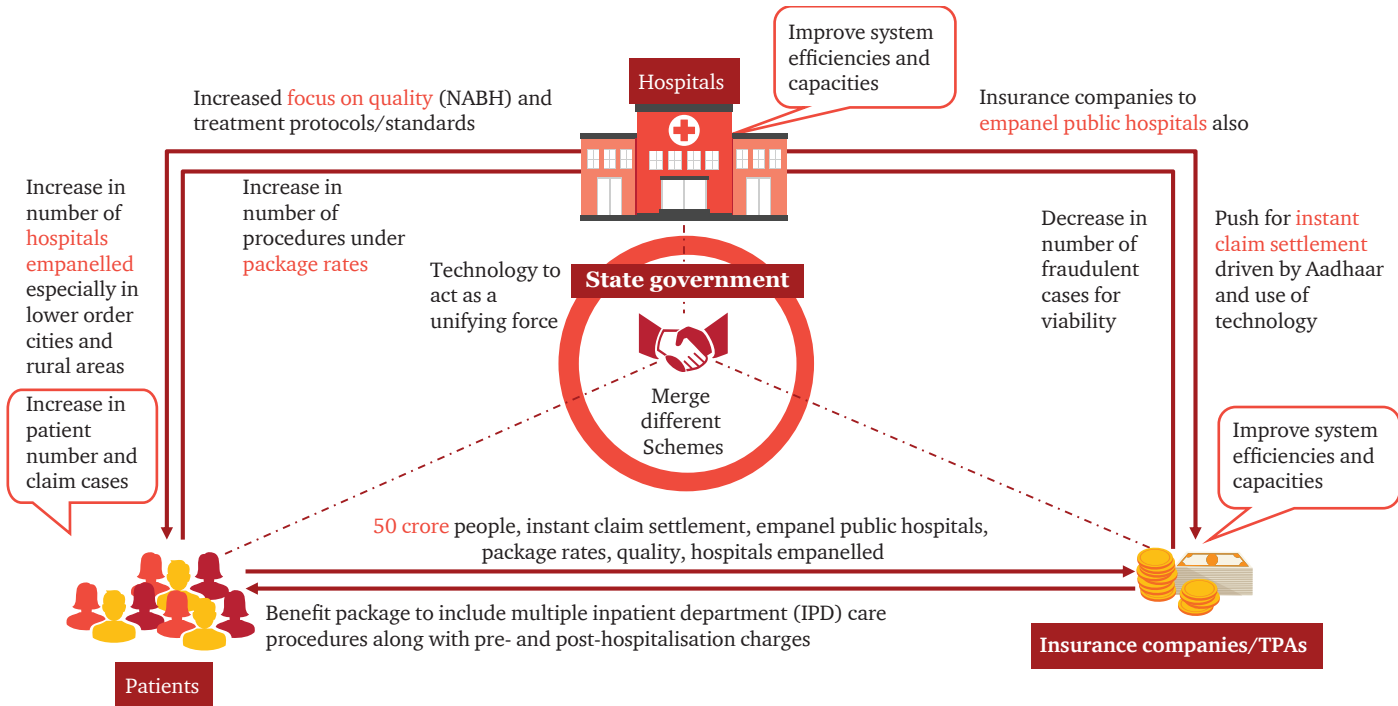 Improve system
efficiencies and
capacities
Hospitals
Increased focus on quality (NABH) and
treatment protocols/standards
Insurance companies to
empanel public hospitals also
Increase in
number of
hospitals
empanelled
especially in
lower order
cities and
rural areas
Increase in
number of
procedures under
package rates
Technology to
act as a
unifying force
State government
Merge
different
Schemes
Decrease in
number of
fraudulent
cases for
viability
Push for instant
claim settlement
driven by Aadhaar
and use of
technology
Increase in
patient
number and
claim cases
Improve system
efficiencies and
capacities
50 crore people, instant claim settlement, empanel public hospitals,
package rates, quality, hospitals empanelled
Benefit package to include multiple inpatient department (IPD) care
procedures along with pre- and post-hospitalisation charges
Insurance companies/TPAs
Patients